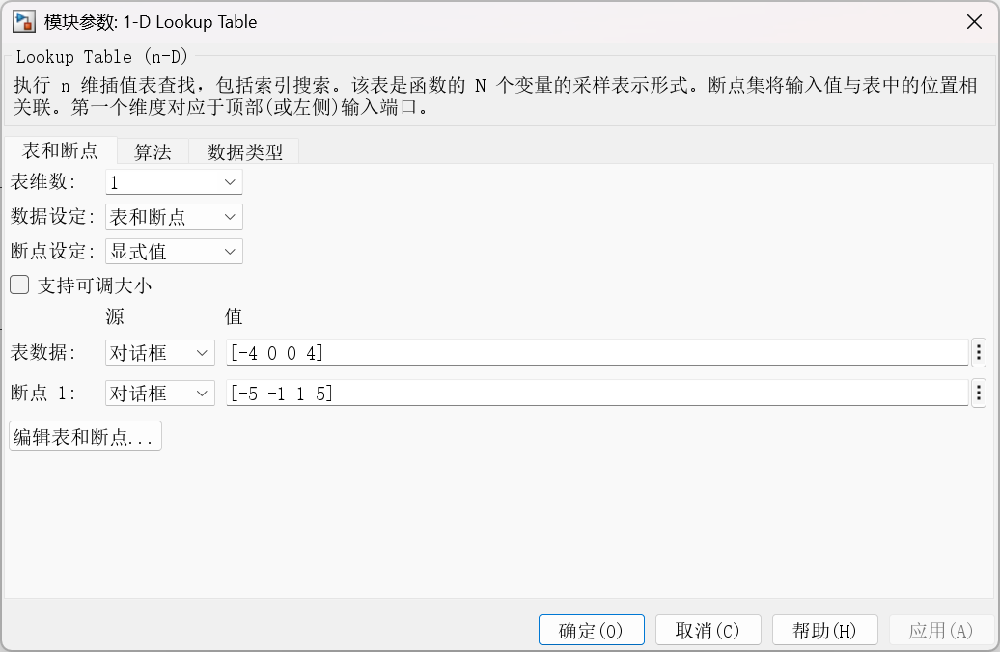 模块参数: 1-D Lookup Table
Lookup Table (n-D)
执行 n 维插值表查找，包括索引搜索。该表是函数的 N 个变量的采样表示形式。断点集将输入值与表中的位置相
关联。第一个维度对应于顶部(或左侧)输入端口。
表和断点 算法 数据类型
表维数: 1
数据设定: 表和断点
断点设定: 显式值
支持可调大小
源 值
表数据: 对话框 [-4 0 0 4]
断点 1: 对话框 [-5 -1 1 5]
编辑表和断点...
确定(O) 取消(C) 帮助(H) 应用(A)